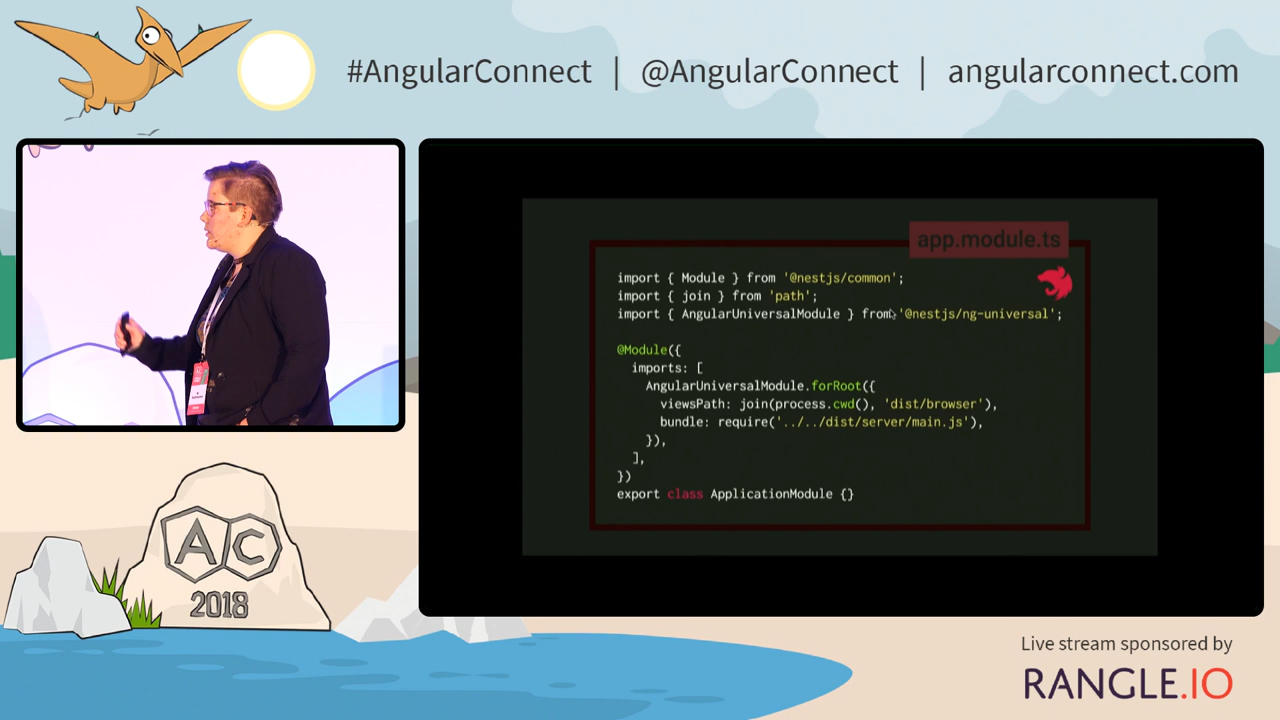 #AngularConnect | @AngularConnect | angularconnect.com
app.module.ts
import { Module } from '@nestjs/common';
import { join } from 'path';
import { AngularUniversalModule } from '@nestjs/ng-universal';
@Module({
imports: [
AngularUniversalModule.forRoot({
viewsPath: join(process.cwd(), 'dist/browser'),
bundle: require('../../dist/server/main.js'),
}),
],
})
export class ApplicationModule {}
AC
2018
Live stream sponsored by
RANGLE.IO